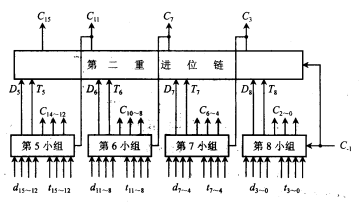 C15 C11 C7 C3
第二重进位链
D5 T5 D6 T6 D7 T7 D8 T8
C14~12 C10~8 C6~4 C2~0
第5小组 第6小组 第7小组 第8小组 C-1
d15~12 t15~12 d11~8 t11~8 d7~4 t7~4 d3~0 t3~0